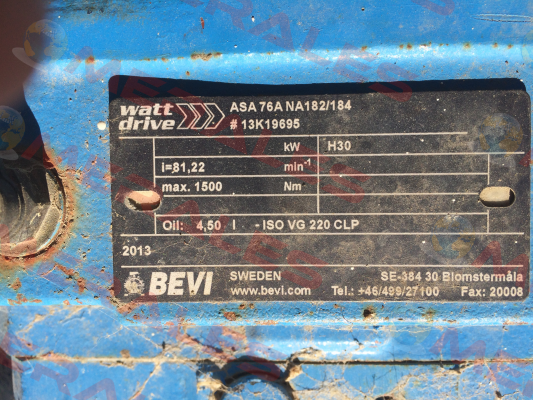 watt drive
ASA 76A NA182/184
# 13K19695
kW H30
i=81,22 min-1
max. 1500 Nm
Oil: 4,50 l - ISO VG 220 CLP
2013
BEVI SWEDEN SE-384 30 Blomstermåla
www.bevi.com Tel.: +46/499/27100 Fax: 20008